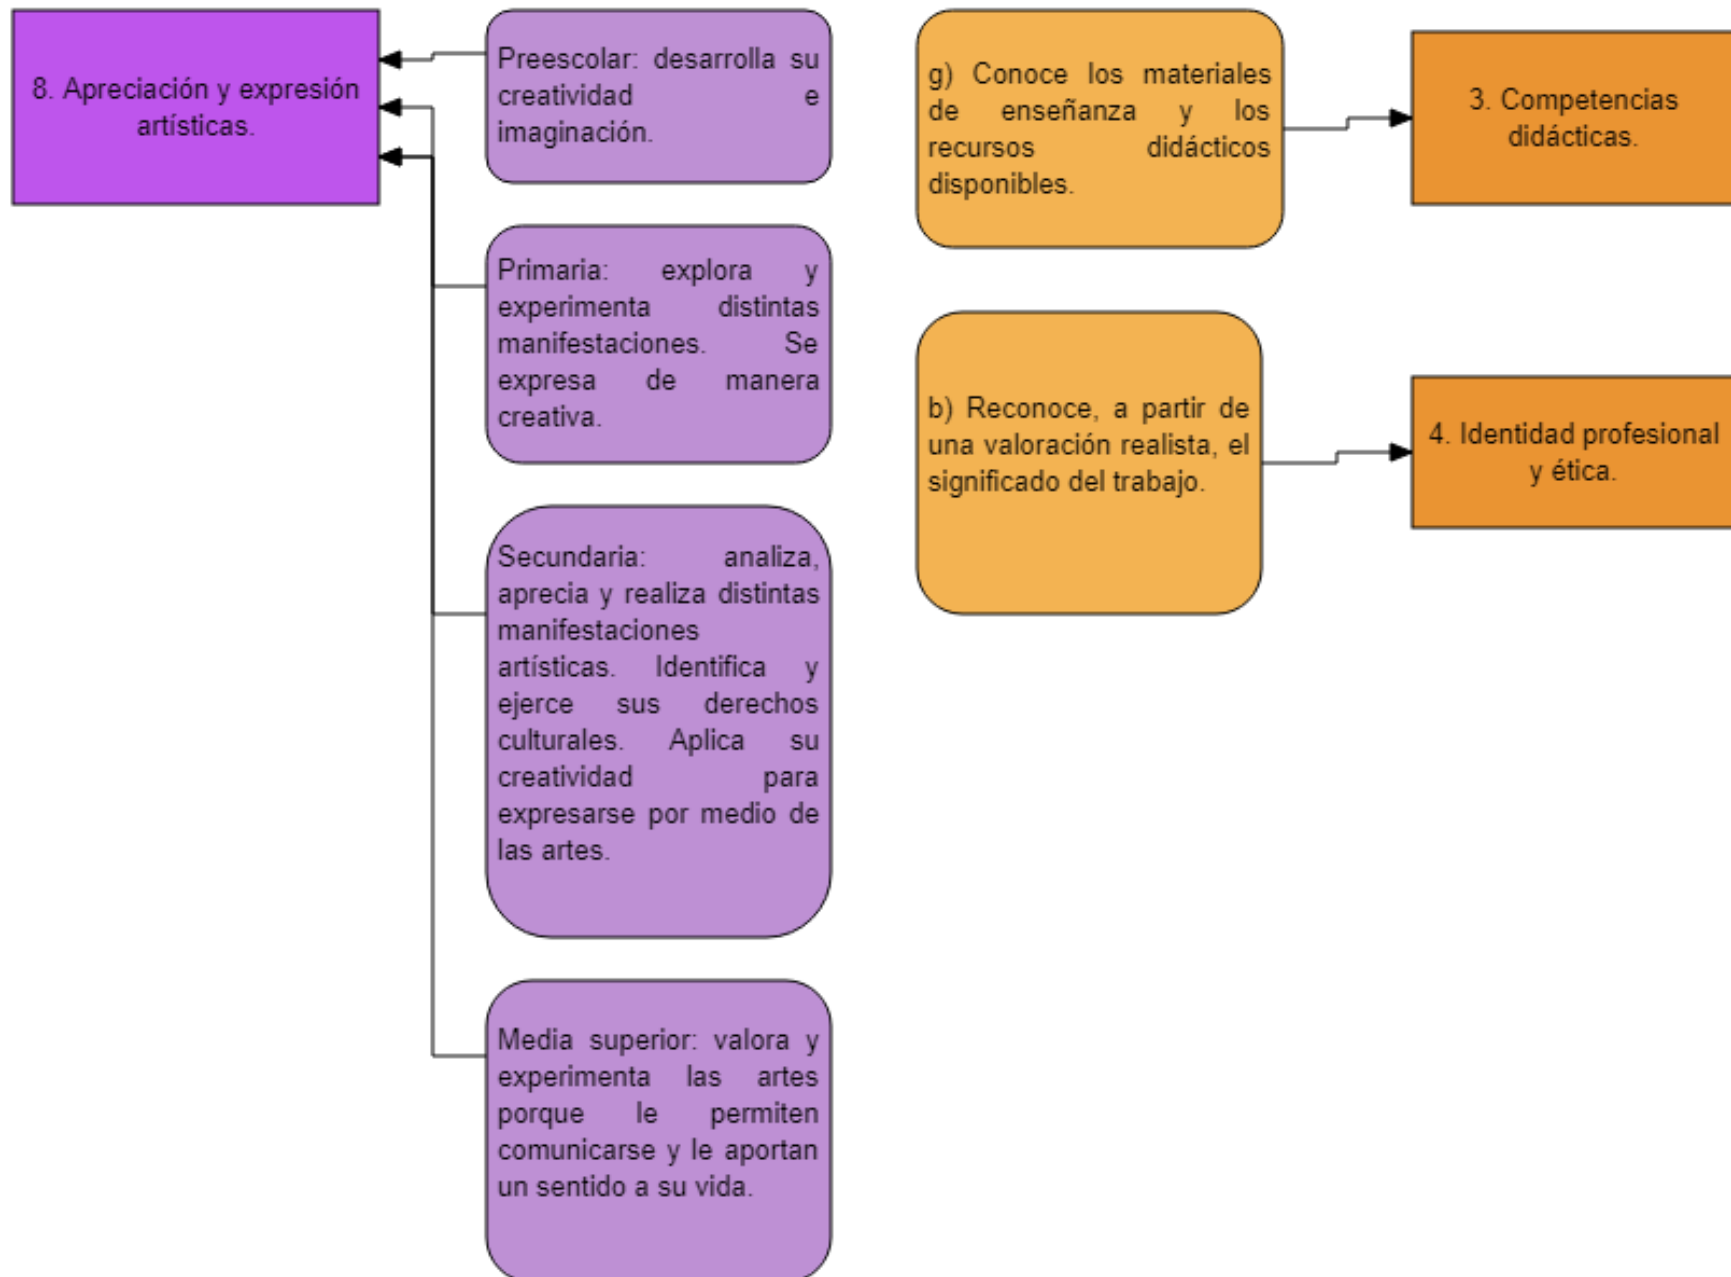 8. Apreciación y expresión
artísticas.
Preescolar: desarrolla su
creatividad e
imaginación.
Primaria: explora y
experimenta distintas
manifestaciones. Se
expresa de manera
creativa.
Secundaria: analiza,
aprecia y realiza distintas
manifestaciones
artísticas. Identifica y
ejerce sus derechos
culturales. Aplica su
creatividad para
expresarse por medio de
las artes.
Media superior: valora y
experimenta las artes
porque le permiten
comunicarse y le aportan
un sentido a su vida.
g) Conoce los materiales
de enseñanza y los
recursos didácticos
disponibles.
3. Competencias
didácticas.
b) Reconoce, a partir de
una valoración realista, el
significado del trabajo.
4. Identidad profesional
y ética.